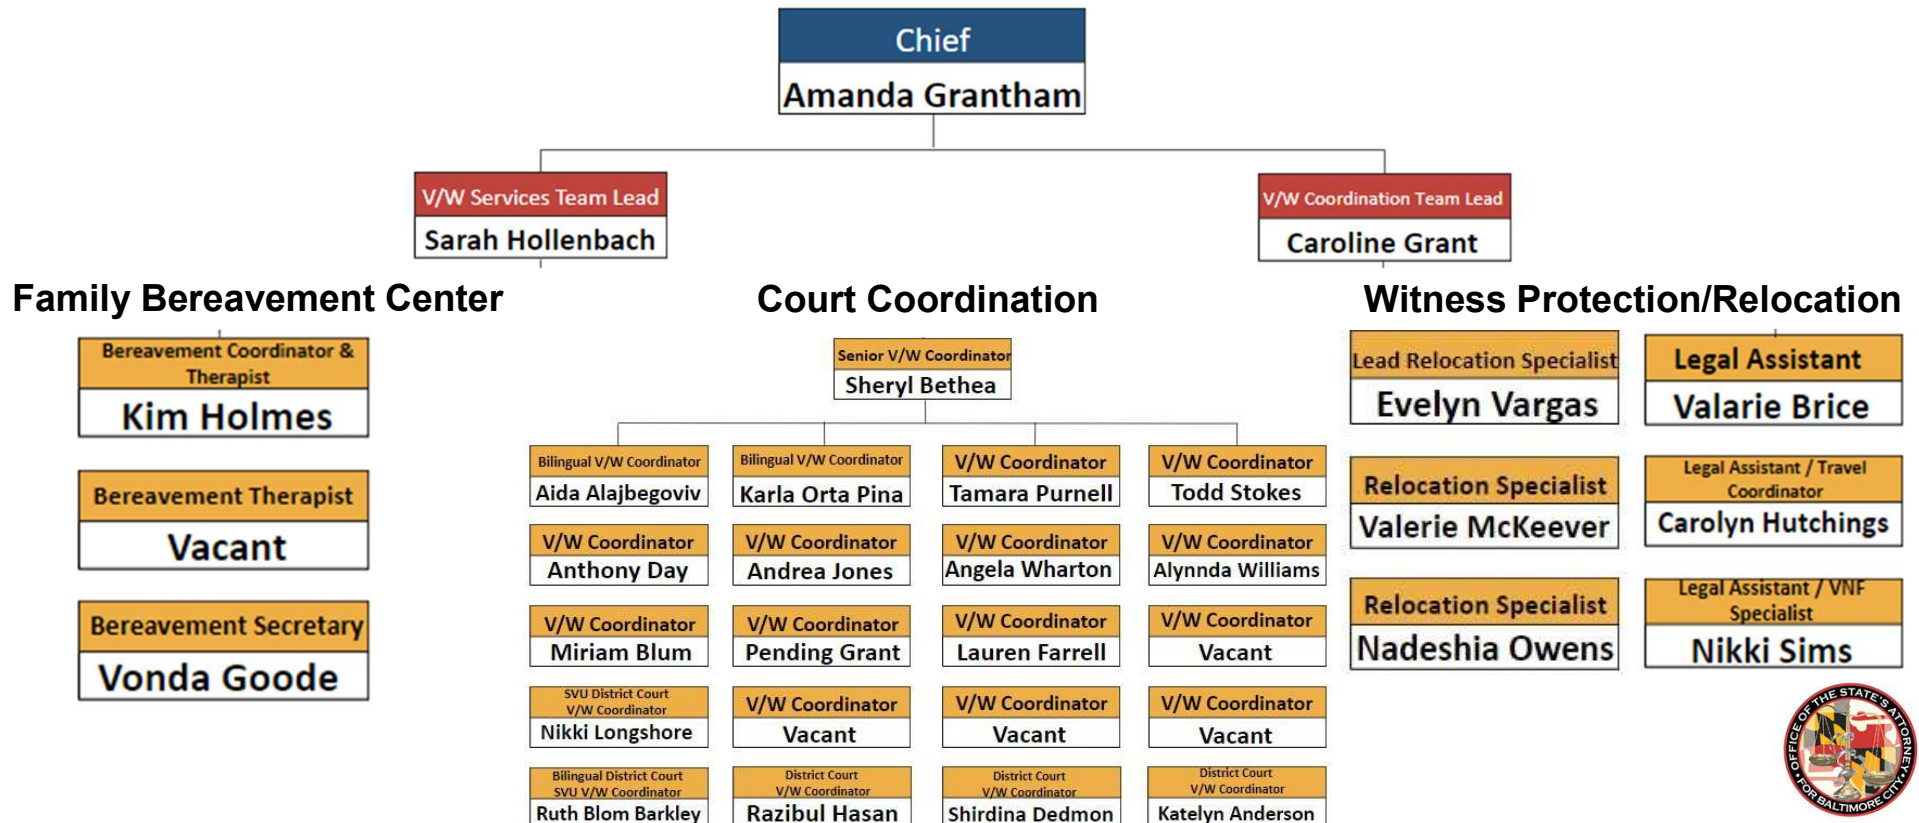 Chief
Amanda Grantham
V/W Services Team Lead
Sarah Hollenbach
V/W Coordination Team Lead
Caroline Grant
Family Bereavement Center
Bereavement Coordinator &
Therapist
Kim Holmes
Bereavement Therapist
Vacant
Bereavement Secretary
Vonda Goode
Court Coordination
Senior V/W Coordinator
Sheryl Bethea
Bilingual V/W Coordinator
Aida Alajbegoviv
Bilingual V/W Coordinator
Karla Orta Pina
V/W Coordinator
Tamara Purnell
V/W Coordinator
Todd Stokes
V/W Coordinator
Anthony Day
V/W Coordinator
Andrea Jones
V/W Coordinator
Angela Wharton
V/W Coordinator
Alynnda Williams
V/W Coordinator
Miriam Blum
V/W Coordinator
Pending Grant
V/W Coordinator
Lauren Farrell
V/W Coordinator
Vacant
SVU District Court
V/W Coordinator
Nikki Longshore
V/W Coordinator
Vacant
V/W Coordinator
Vacant
V/W Coordinator
Vacant
Bilingual District Court
SVU V/W Coordinator
Ruth Blom Barkley
District Court
V/W Coordinator
Razibul Hasan
District Court
V/W Coordinator
Shirdina Dedmon
District Court
V/W Coordinator
Katelyn Anderson
Witness Protection/Relocation
Lead Relocation Specialist
Evelyn Vargas
Legal Assistant
Valarie Brice
Relocation Specialist
Valerie McKeever
Legal Assistant / Travel
Coordinator
Carolyn Hutchings
Relocation Specialist
Nadeshia Owens
Legal Assistant / VNF
Specialist
Nikki Sims
OFFICE OF THE STATE'S ATTORNEY
FOR BALTIMORE CITY